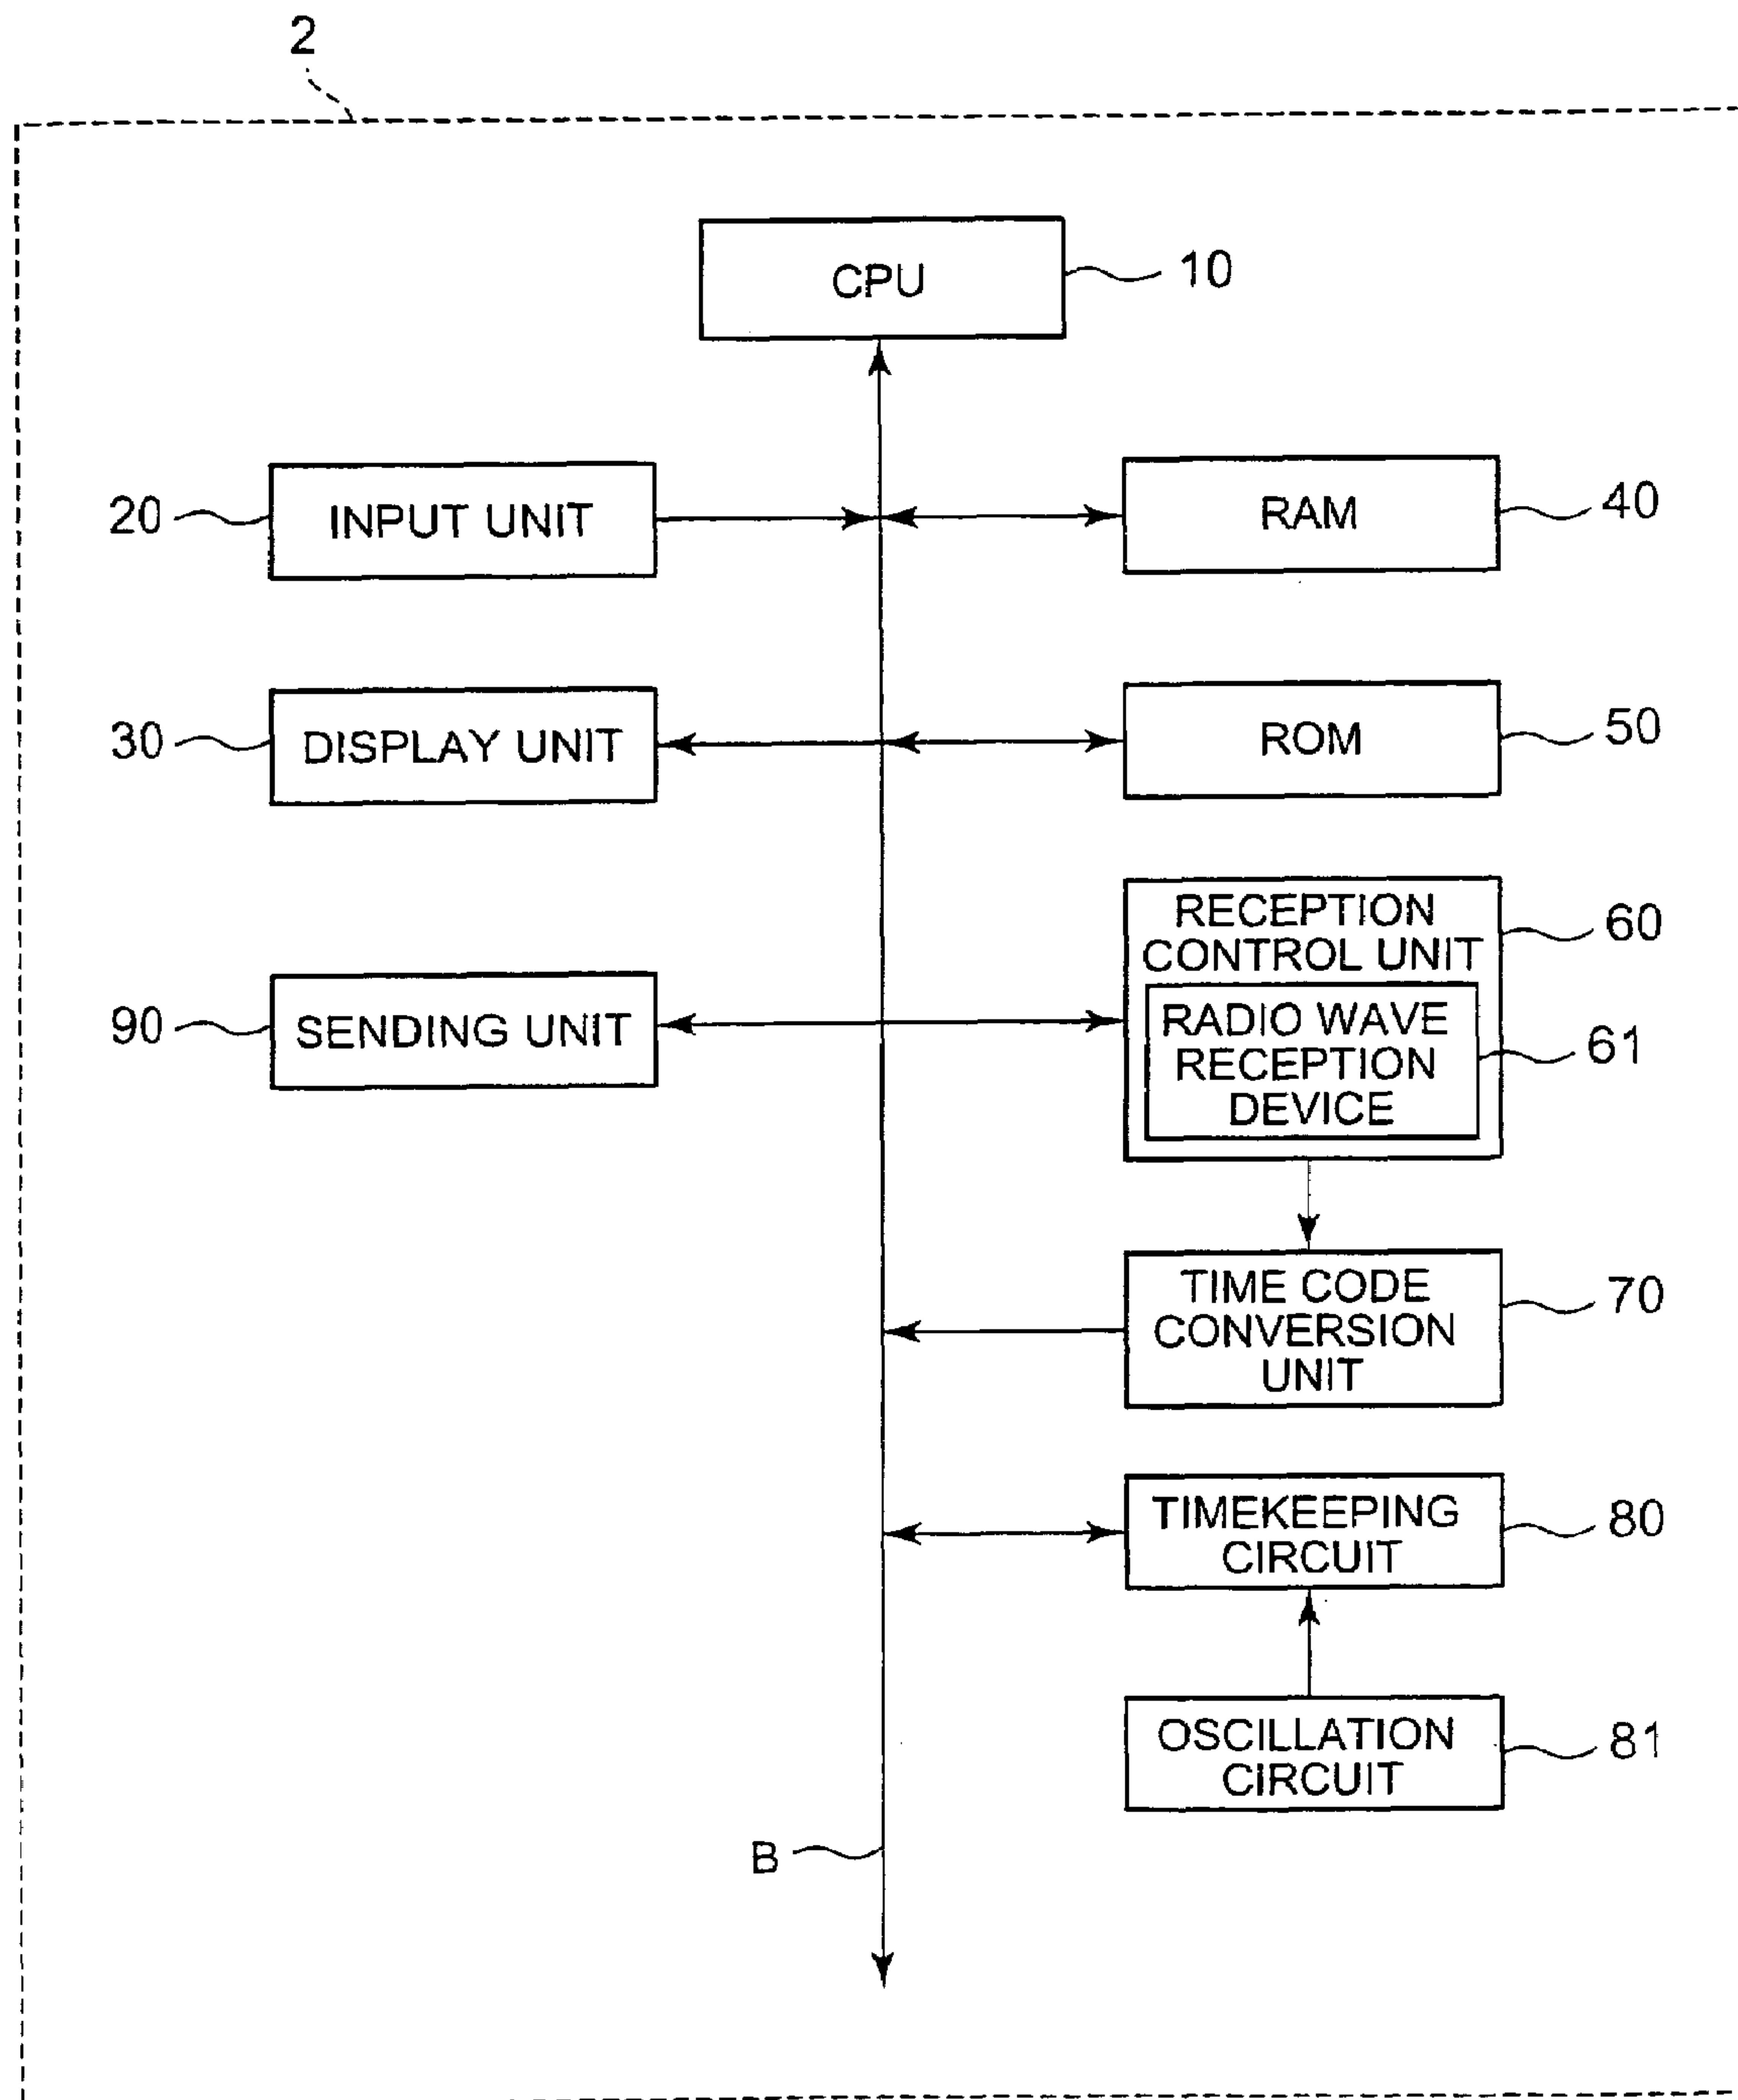 2
CPU
10
20
INPUT UNIT
RAM
40
30
DISPLAY UNIT
ROM
50
RECEPTION
CONTROL UNIT
60
90
SENDING UNIT
RADIO WAVE
RECEPTION
DEVICE
61
TIME CODE
CONVERSION
UNIT
70
TIMEKEEPING
CIRCUIT
80
OSCILLATION
CIRCUIT
81
B